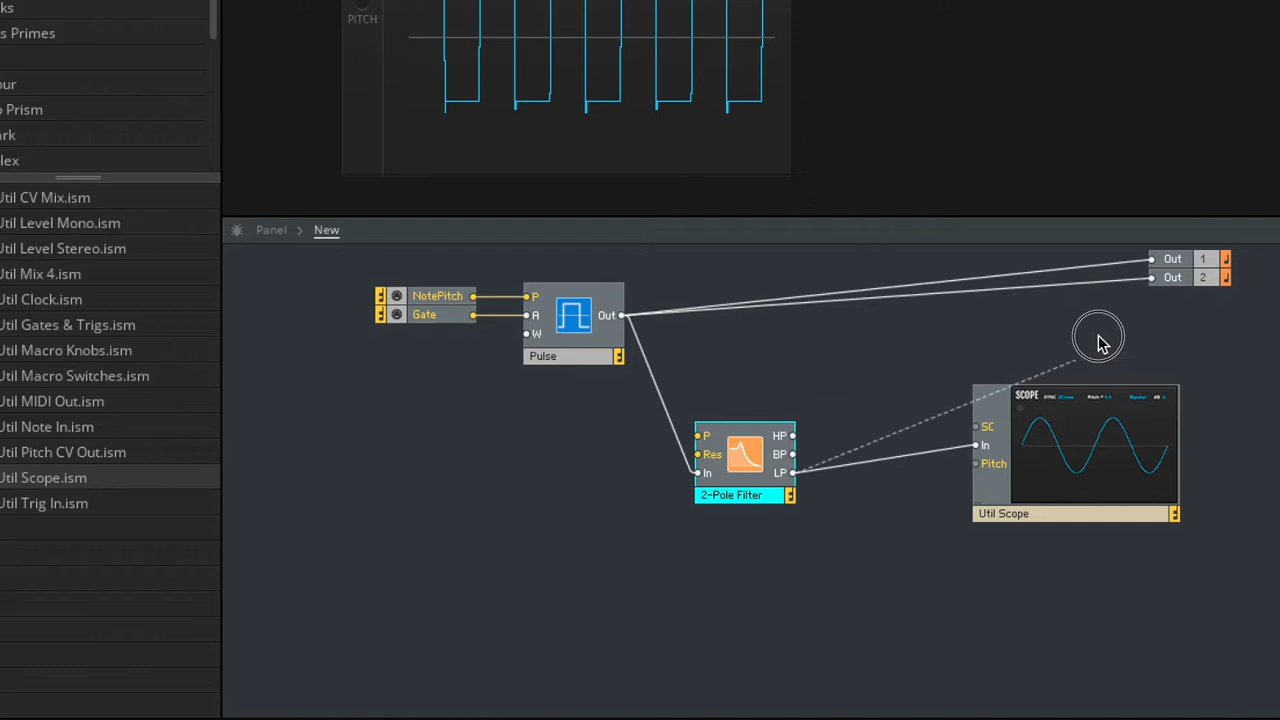 ks
s Primes
our
o Prism
ark
lex
Util CV Mix.ism
Util Level Mono.ism
Util Level Stereo.ism
Util Mix 4.ism
Util Clock.ism
Util Gates & Trigs.ism
Util Macro Knobs.ism
Util Macro Switches.ism
Util MIDI Out.ism
Util Note In.ism
Util Pitch CV Out.ism
Util Scope.ism
Util Trig In.ism
PITCH
Panel > New
NotePitch
Gate
P
A
W
Out
Pulse
Out 1
Out 2
P
Res
In
HP
BP
LP
2-Pole Filter
SC
In
Pitch
SCOPE SYNC
Bipolar dB
Util Scope